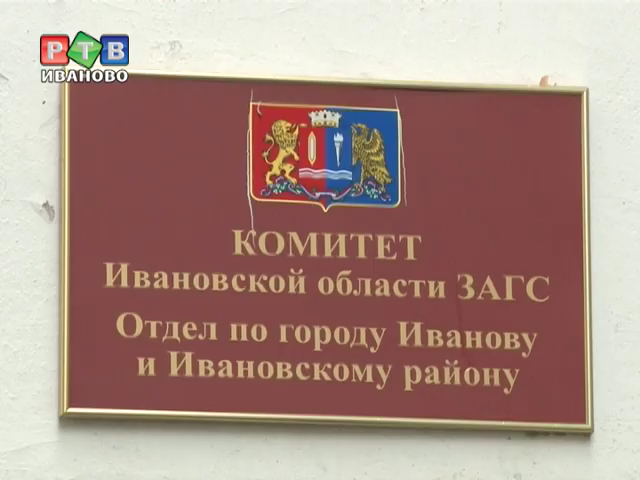 РТВ
ИВАНОВО
КОМИТЕТ
Ивановской области ЗАГС
Отдел по городу Иванову
и Ивановскому району